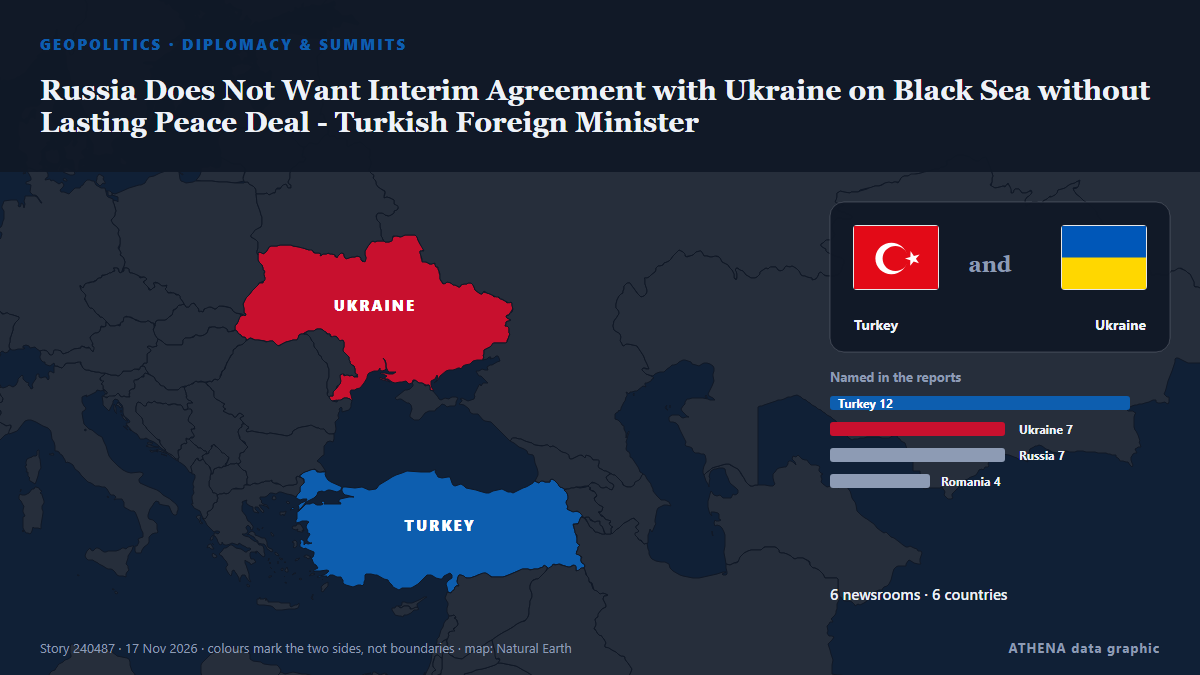 GEOPOLITICS · DIPLOMACY & SUMMITS
Russia Does Not Want Interim Agreement with Ukraine on Black Sea without
Lasting Peace Deal - Turkish Foreign Minister
and
Turkey
Ukraine
UKRAINE
TURKEY
Named in the reports
Turkey 12
Ukraine 7
Russia 7
Romania 4
6 newsrooms · 6 countries
Story 240487 · 17 Nov 2026 · colours mark the two sides, not boundaries · map: Natural Earth
ATHENA data graphic